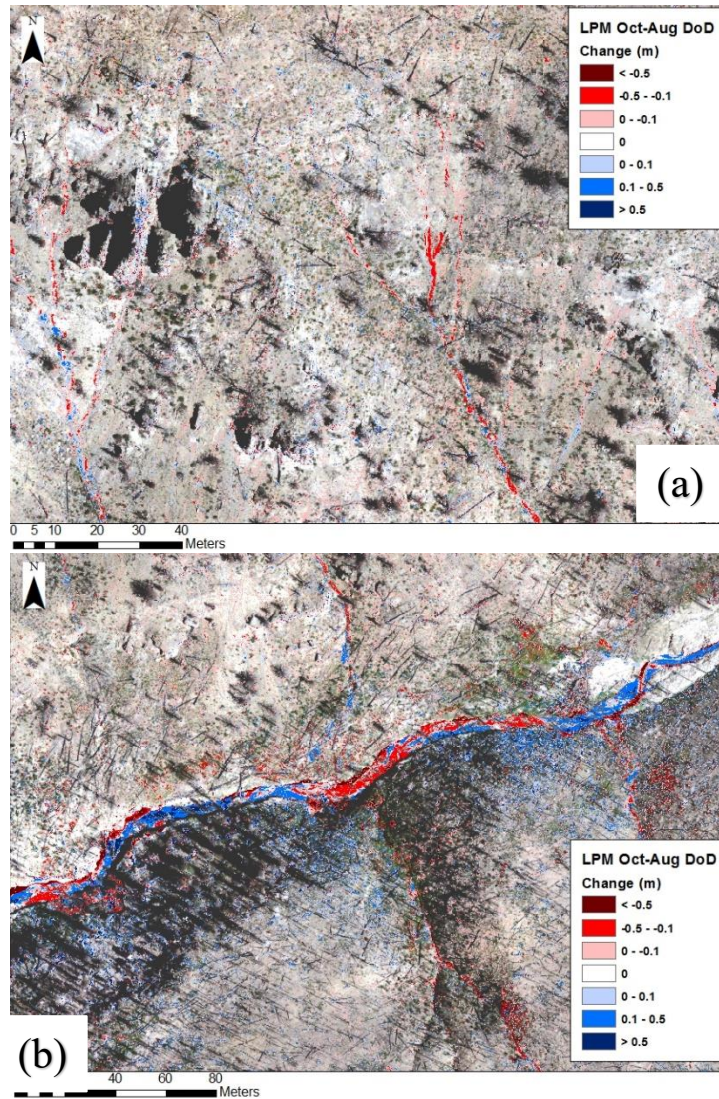 N
LPM Oct-Aug DoD
Change (m)
< -0.5
-0.5 - -0.1
0 - -0.1
0
0 - 0.1
0.1 - 0.5
> 0.5
(a)
0 5 10 20 30 40
Meters
N
LPM Oct-Aug DoD
Change (m)
< -0.5
-0.5 - -0.1
0 - -0.1
0
0 - 0.1
0.1 - 0.5
> 0.5
(b)
40 60 80
Meters